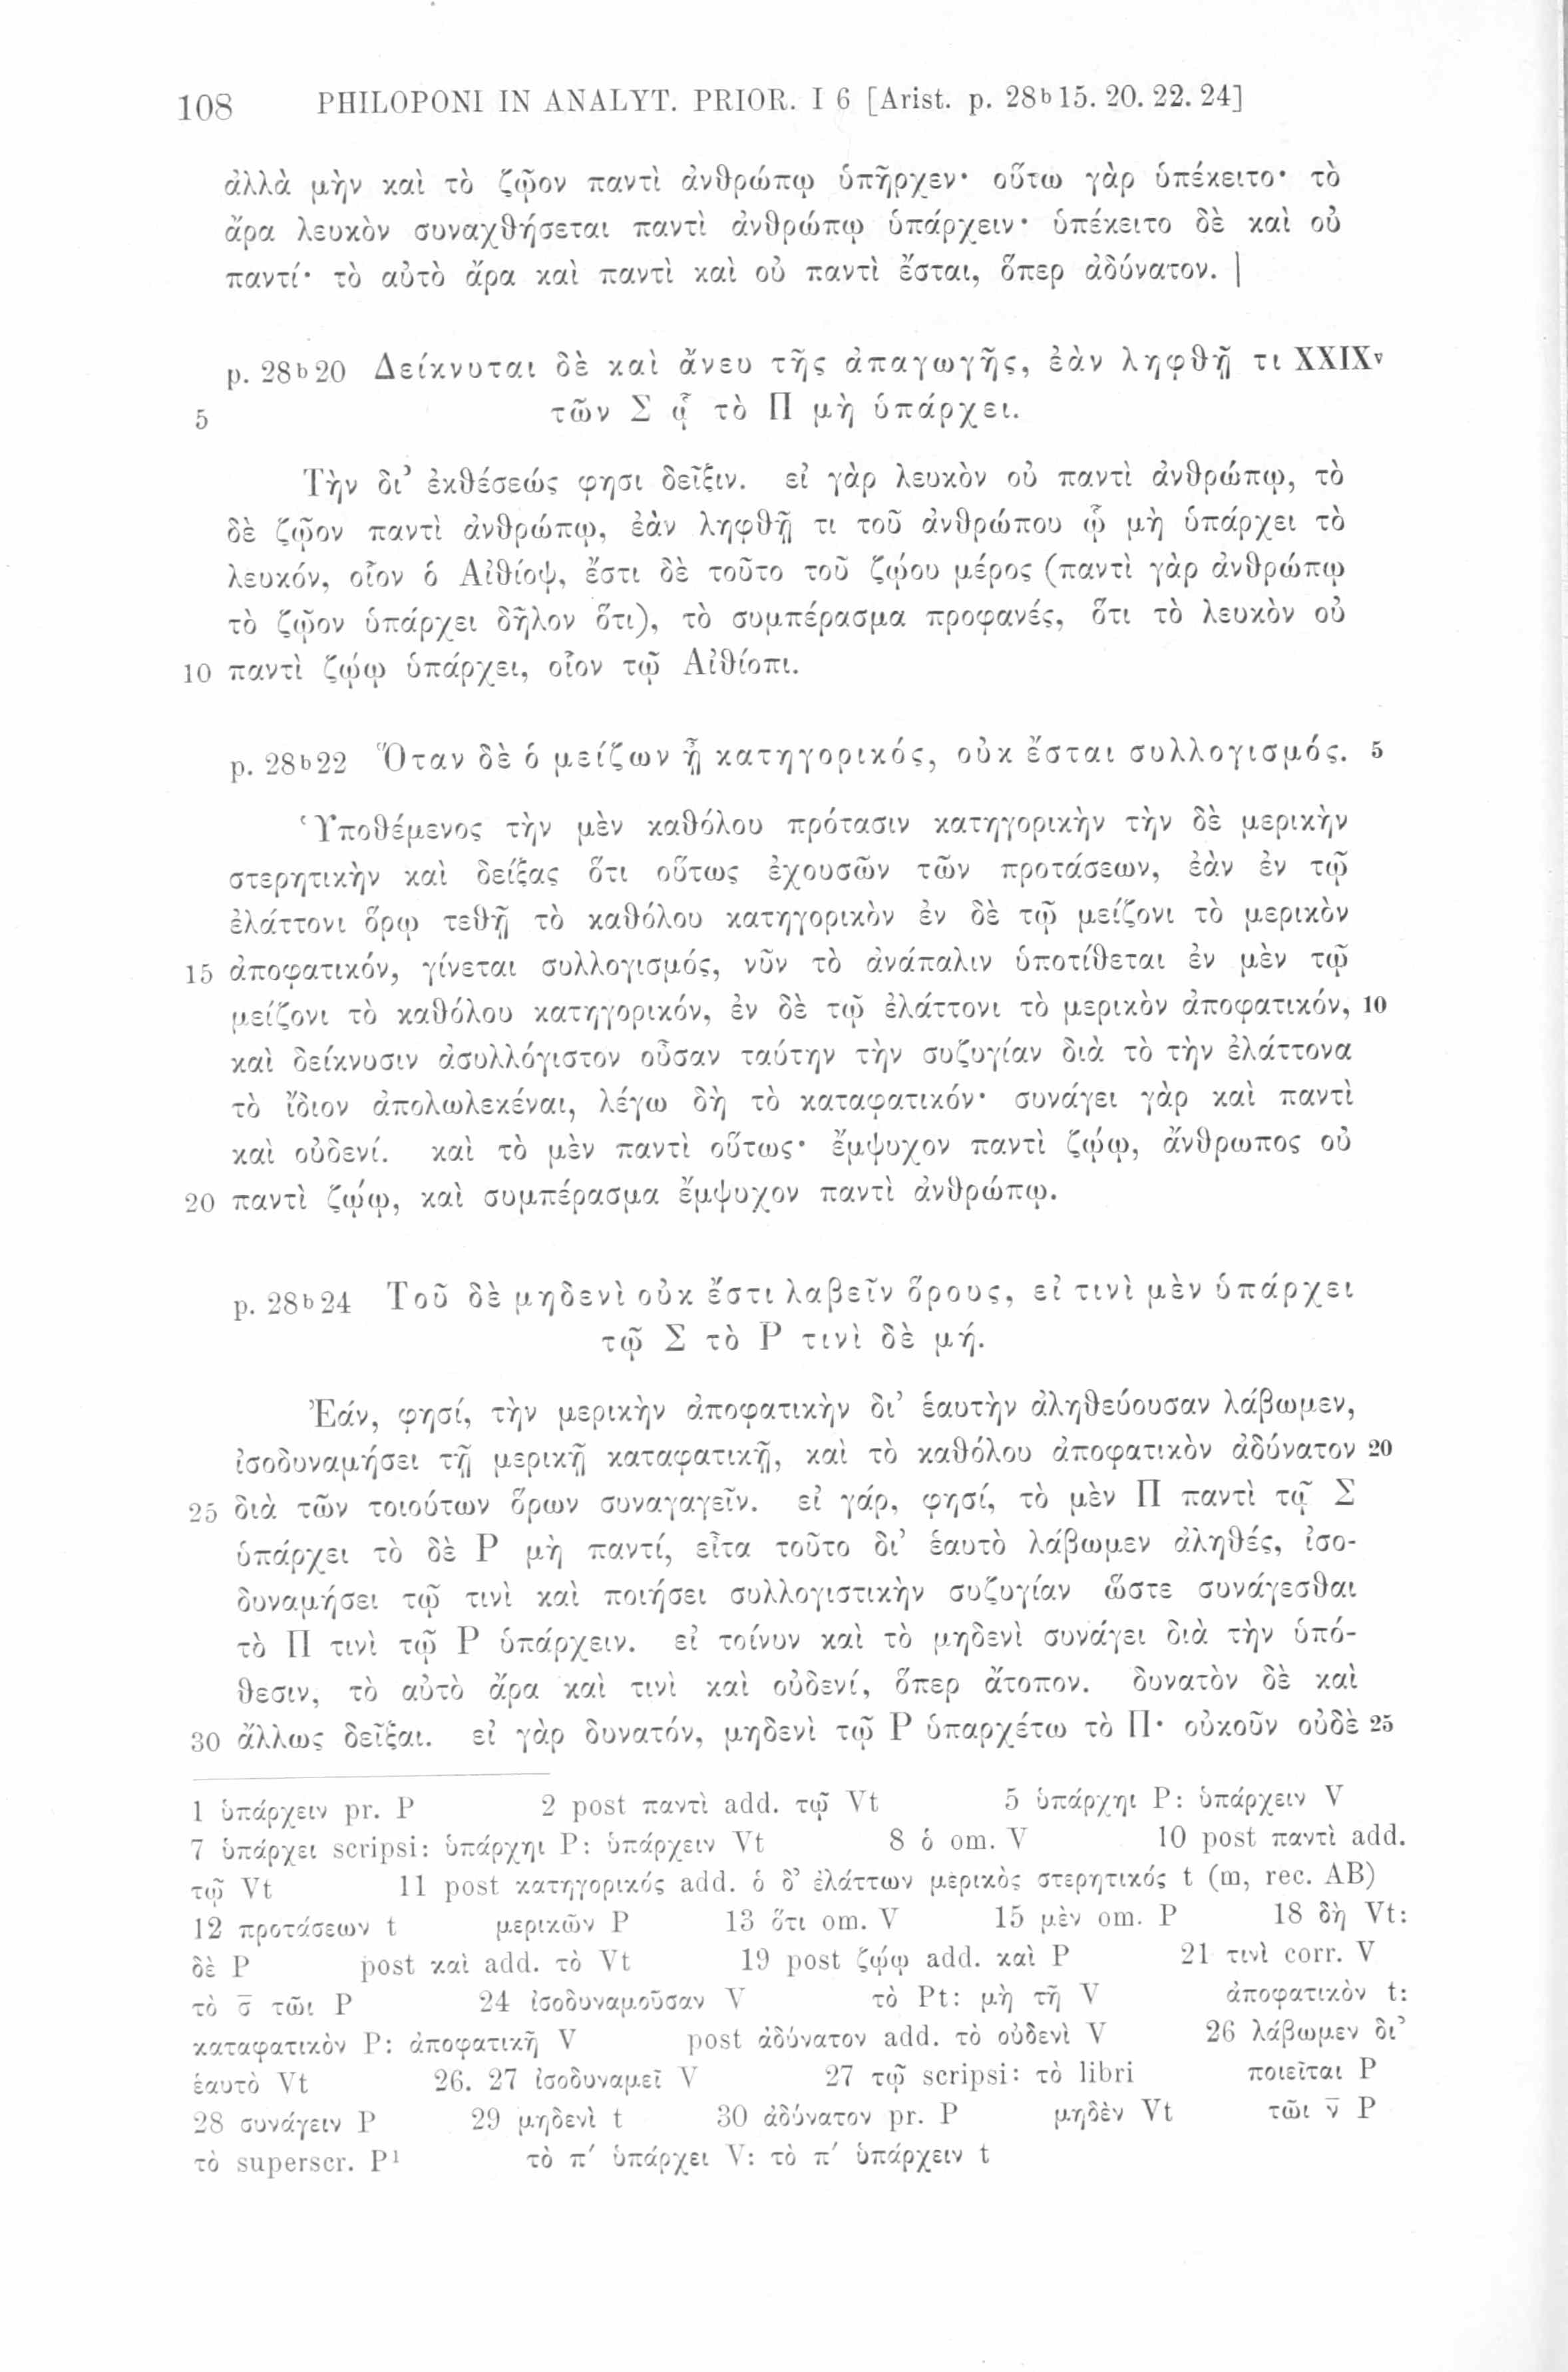 108 PHILOPONI IN ANALYT. PRIOR. I 6 [Arist. p. 28b15. 20. 22. 24]
ἀλλὰ μὴν καὶ τὸ ζῷον παντὶ ἀνθρώπῳ ὑπῆρχεν· οὕτω γὰρ ὑπέκειτο· τὸ
ἄρα λευκὸν συναχθήσεται παντὶ ἀνθρώπῳ ὑπάρχειν· ὑπέκειτο δὲ καὶ οὐ
παντί· τὸ αὐτὸ ἄρα καὶ παντὶ καὶ οὐ παντὶ ἔσται, ὅπερ ἀδύνατον. |
p. 28b20 Δείκνυται δὲ καὶ ἄνευ τῆς ἀπαγωγῆς, ἐὰν ληφθῇ τι XXIXv
5 τῶν Σ ᾧ τὸ Π μὴ ὑπάρχει.
Τὴν δι’ ἐκθέσεώς φησι δεῖξιν. εἰ γὰρ λευκὸν οὐ παντὶ ἀνθρώπῳ, τὸ
δὲ ζῷον παντὶ ἀνθρώπῳ, ἐὰν ληφθῇ τι τοῦ ἀνθρώπου ᾧ μὴ ὑπάρχει τὸ
λευκόν, οἷον ὁ Αἰθίοψ, ἔστι δὲ τοῦτο τοῦ ζῴου μέρος (παντὶ γὰρ ἀνθρώπῳ
τὸ ζῷον ὑπάρχει δῆλον ὅτι), τὸ συμπέρασμα προφανές, ὅτι τὸ λευκὸν οὐ
10 παντὶ ζῴῳ ὑπάρχει, οἷον τῷ Αἰθίοπι.
p. 28b22 Ὅταν δὲ ὁ μείζων ᾖ κατηγορικός, οὐκ ἔσται συλλογισμός. 5
Ὑποθέμενος τὴν μὲν καθόλου πρότασιν κατηγορικὴν τὴν δὲ μερικὴν
στερητικὴν καὶ δείξας ὅτι οὕτως ἐχουσῶν τῶν προτάσεων, ἐὰν ἐν τῷ
ἐλάττονι ὅρῳ τεθῇ τὸ καθόλου κατηγορικὸν ἐν δὲ τῷ μείζονι τὸ μερικὸν
15 ἀποφατικόν, γίνεται συλλογισμός, νῦν τὸ ἀνάπαλιν ὑποτίθεται ἐν μὲν τῷ
μείζονι τὸ καθόλου κατηγορικόν, ἐν δὲ τῷ ἐλάττονι τὸ μερικὸν ἀποφατικόν, 10
καὶ δείκνυσιν ἀσυλλόγιστον οὖσαν ταύτην τὴν συζυγίαν διὰ τὸ τὴν ἐλάττονα
τὸ ἴδιον ἀπολωλεκέναι, λέγω δὴ τὸ καταφατικόν· συνάγει γὰρ καὶ παντὶ
καὶ οὐδενί. καὶ τὸ μὲν παντὶ οὕτως· ἔμψυχον παντὶ ζῴῳ, ἄνθρωπος οὐ
20 παντὶ ζῴῳ, καὶ συμπέρασμα ἔμψυχον παντὶ ἀνθρώπῳ.
p. 28b24 Τοῦ δὲ μηδενὶ οὐκ ἔστι λαβεῖν ὅρους, εἰ τινὶ μὲν ὑπάρχει
τῷ Σ τὸ Ρ τινὶ δὲ μή.
Ἐάν, φησί, τὴν μερικὴν ἀποφατικὴν δι’ ἑαυτὴν ἀληθεύουσαν λάβωμεν,
ἰσοδυναμήσει τῇ μερικῇ καταφατικῇ, καὶ τὸ καθόλου ἀποφατικὸν ἀδύνατον 20
25 διὰ τῶν τοιούτων ὅρων συναγαγεῖν. εἰ γάρ, φησί, τὸ μὲν Π παντὶ τῷ Σ
ὑπάρχει τὸ δὲ Ρ μὴ παντί, εἶτα τοῦτο δι’ ἑαυτὸ λάβωμεν ἀληθές, ἰσο-
δυναμήσει τῷ τινὶ καὶ ποιήσει συλλογιστικὴν συζυγίαν ὥστε συνάγεσθαι
τὸ Π τινὶ τῷ Ρ ὑπάρχειν. εἰ τοίνυν καὶ τὸ μηδενὶ συνάγει διὰ τὴν ὑπό-
θεσιν, τὸ αὐτὸ ἄρα καὶ τινὶ καὶ οὐδενί, ὅπερ ἄτοπον. δυνατὸν δὲ καὶ
30 ἄλλως δεῖξαι. εἰ γὰρ δυνατόν, μηδενὶ τῷ Ρ ὑπαρχέτω τὸ Π· οὐκοῦν οὐδὲ 25
1 ὑπάρχειν pr. P 2 post παντὶ add. τῷ Vt 5 ὑπάρχηι P: ὑπάρχειν V
7 ὑπάρχει scripsi: ὑπάρχηι P: ὑπάρχειν Vt 8 ὁ om. V 10 post παντὶ add.
τῷ Vt 11 post κατηγορικός add. ὁ δ’ ἐλάττων μερικὸς στερητικός t (m, rec. AB)
12 προτάσεων t μερικῶν P 13 ὅτι om. V 15 μὲν om. P 18 δὴ Vt:
δὲ P post καὶ add. τὸ Vt 19 post ζῴῳ add. καὶ P 21 τινὶ corr. V
τὸ σ̄ τῶι P 24 ἰσοδυναμοῦσαν V τὸ Pt: μὴ τῇ V ἀποφατικὸν t:
καταφατικὸν P: ἀποφατικῇ V post ἀδύνατον add. τὸ οὐδενὶ V 26 λάβωμεν δι’
ἑαυτὸ Vt 26. 27 ἰσοδυναμεῖ V 27 τῷ scripsi: τὸ libri ποιεῖται P
28 συνάγειν P 29 μηδενὶ t 30 ἀδύνατον pr. P μηδὲν Vt τῶι ν̄ P
τὸ superscr. P1 τὸ π′ ὑπάρχει V: τὸ π′ ὑπάρχειν t